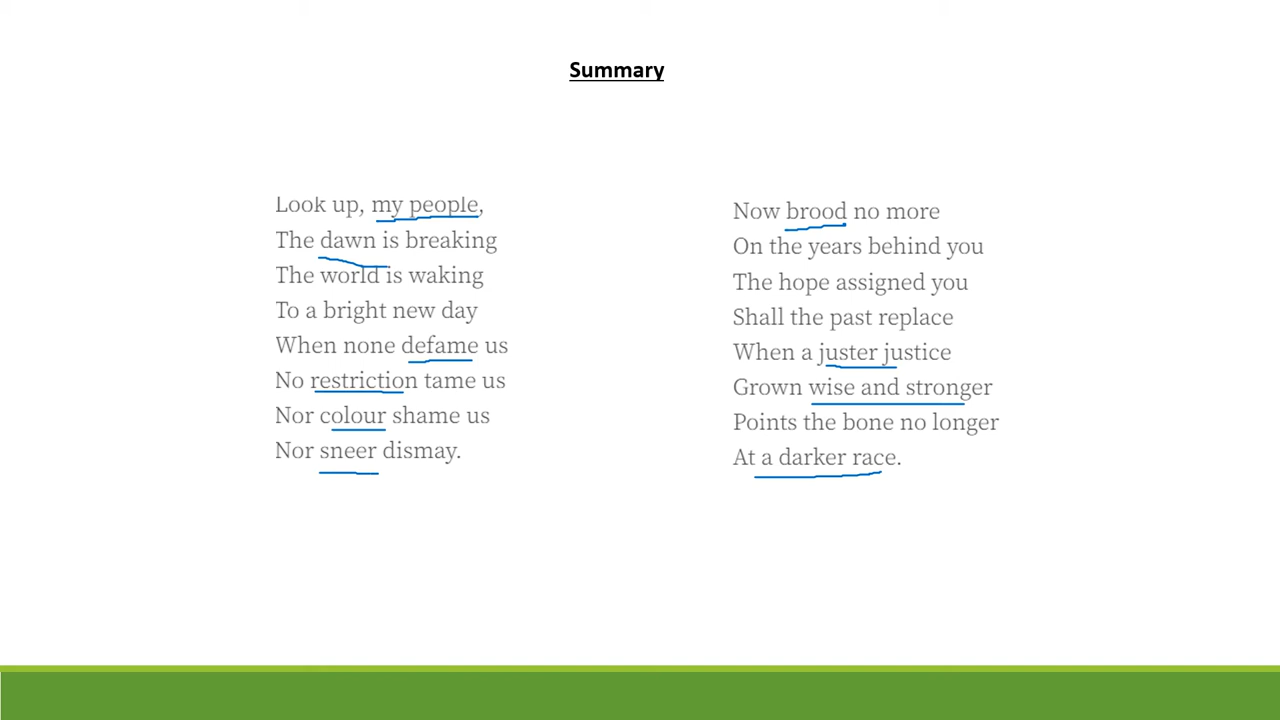 Summary
Look up, my people,
The dawn is breaking
The world is waking
To a bright new day
When none defame us
No restriction tame us
Nor colour shame us
Nor sneer dismay.
Now brood no more
On the years behind you
The hope assigned you
Shall the past replace
When a juster justice
Grown wise and stronger
Points the bone no longer
At a darker race.